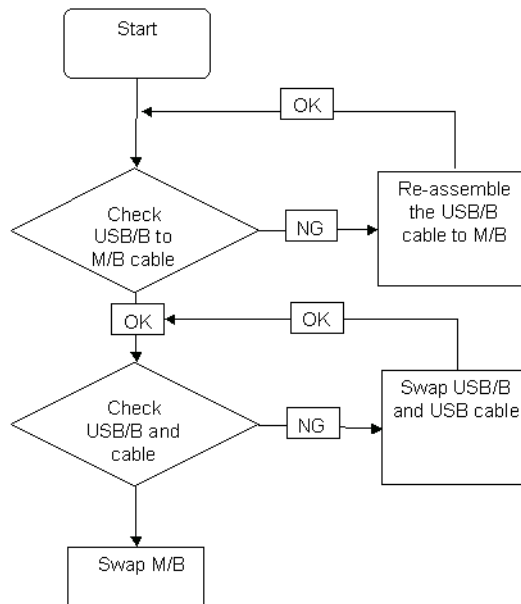 Start
OK
Check
USB/B to
M/B cable
NG
Re-assemble
the USB/B
cable to M/B
OK
OK
Check
USB/B and
cable
NG
Swap USB/B
and USB cable
Swap M/B